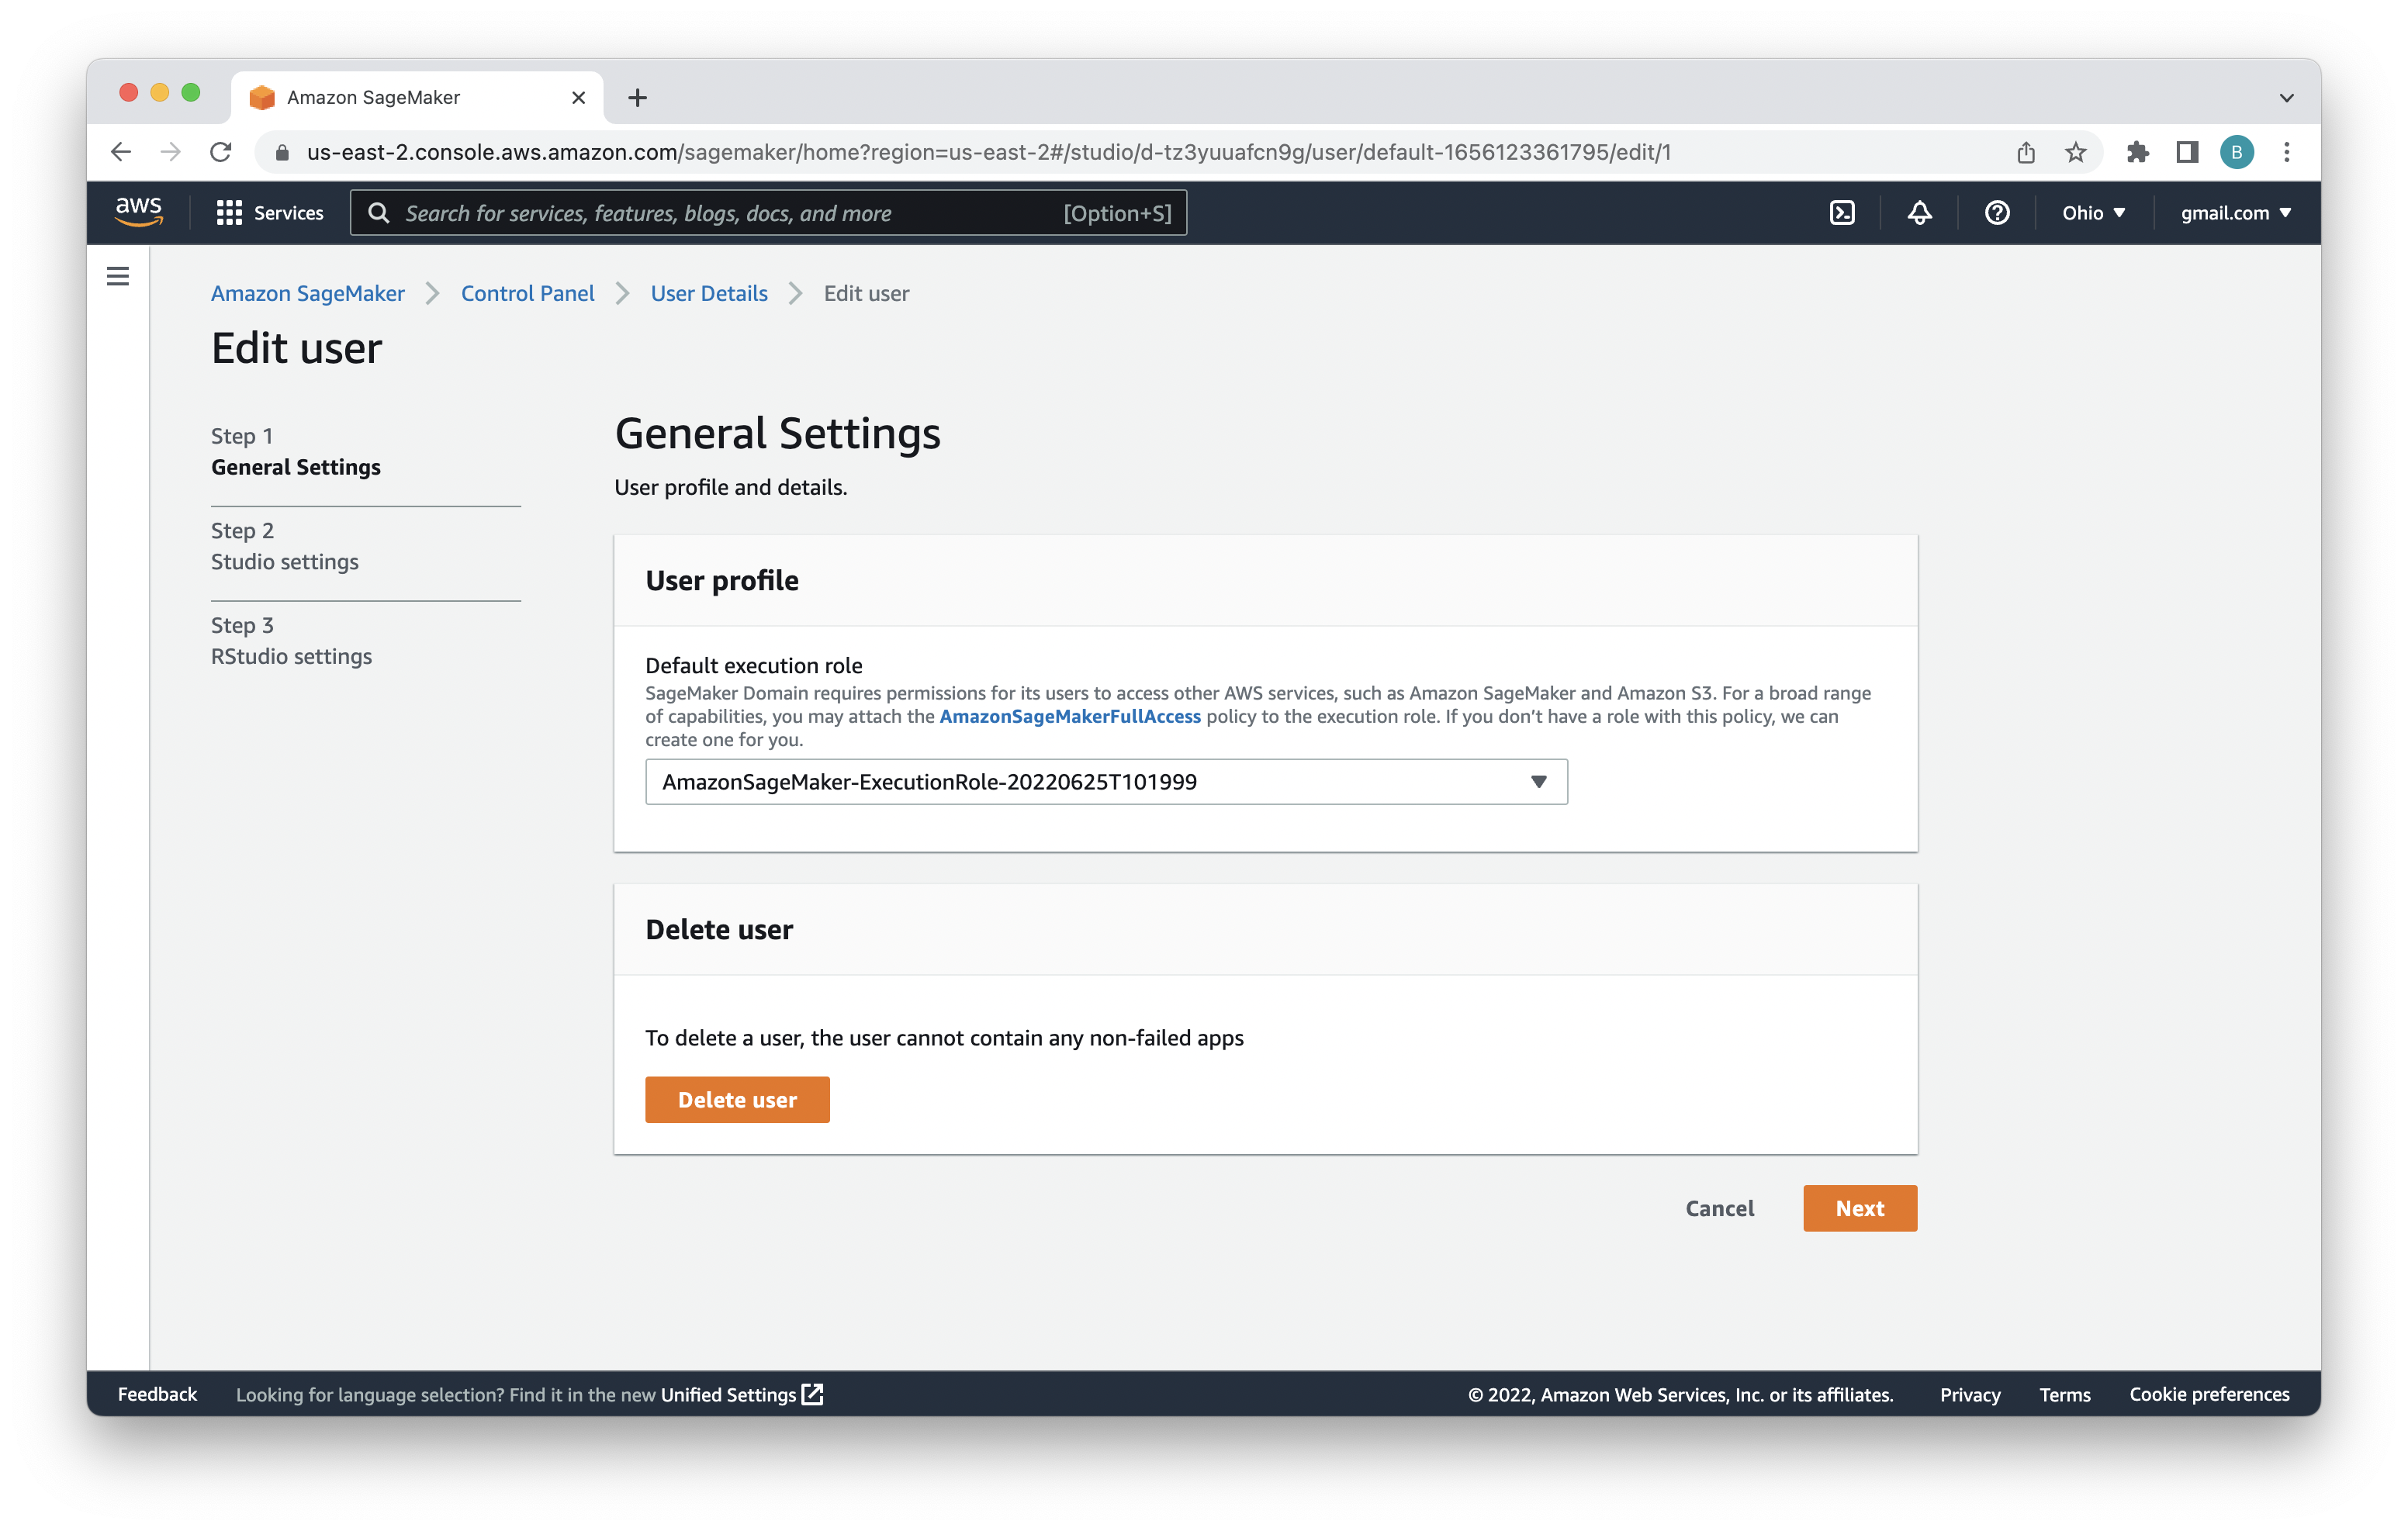 Amazon SageMaker
us-east-2.console.aws.amazon.com/sagemaker/home?region=us-east-2#/studio/d-tz3yuuafcn9g/user/default-1656123361795/edit/1
B
aws
Services
Search for services, features, blogs, docs, and more
[Option+S]
Ohio
gmail.com
Amazon SageMaker
Control Panel
User Details
Edit user
Edit user
Step 1
General Settings
Step 2
Studio settings
Step 3
RStudio settings
General Settings
User profile and details.
User profile
Default execution role
SageMaker Domain requires permissions for its users to access other AWS services, such as Amazon SageMaker and Amazon S3. For a broad range
of capabilities, you may attach the AmazonSageMakerFullAccess policy to the execution role. If you don’t have a role with this policy, we can
create one for you.
AmazonSageMaker-ExecutionRole-20220625T101999
Delete user
To delete a user, the user cannot contain any non-failed apps
Delete user
Cancel
Next
Feedback
Looking for language selection? Find it in the new Unified Settings
© 2022, Amazon Web Services, Inc. or its affiliates.
Privacy
Terms
Cookie preferences